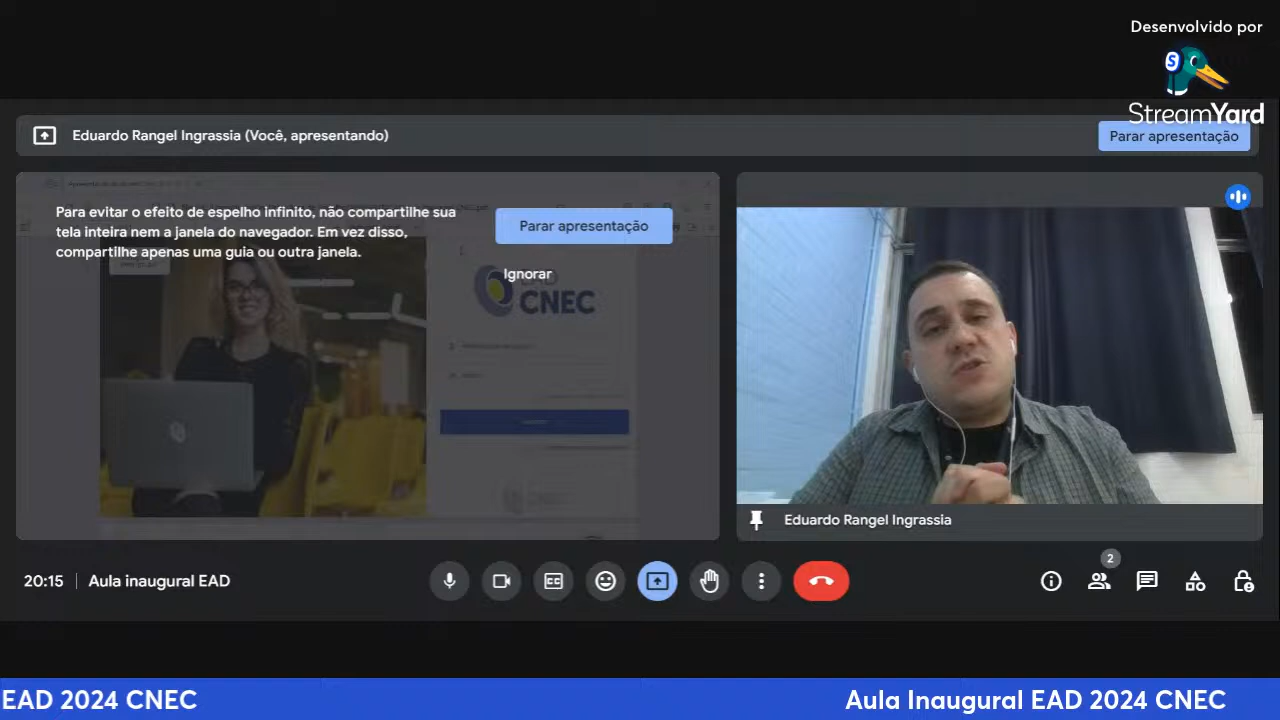 Desenvolvido por
StreamYard
Eduardo Rangel Ingrassia (Você, apresentando)
Parar apresentação
Para evitar o efeito de espelho infinito, não compartilhe sua
tela inteira nem a janela do navegador. Em vez disso,
compartilhe apenas uma guia ou outra janela.
Parar apresentação
Ignorar
EAD
CNEC
Eduardo Rangel Ingrassia
20:15 | Aula inaugural EAD
2
EAD 2024 CNEC
Aula Inaugural EAD 2024 CNEC